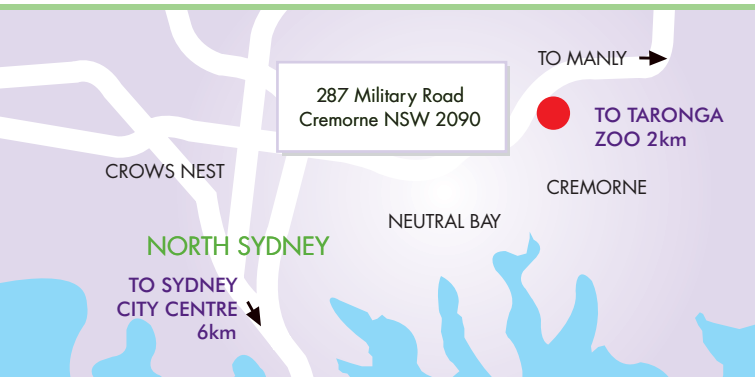 TO MANLY
287 Military Road
Cremorne NSW 2090
TO TARONGA
ZOO 2km
CROWS NEST
CREMORNE
NEUTRAL BAY
NORTH SYDNEY
TO SYDNEY
CITY CENTRE
6km